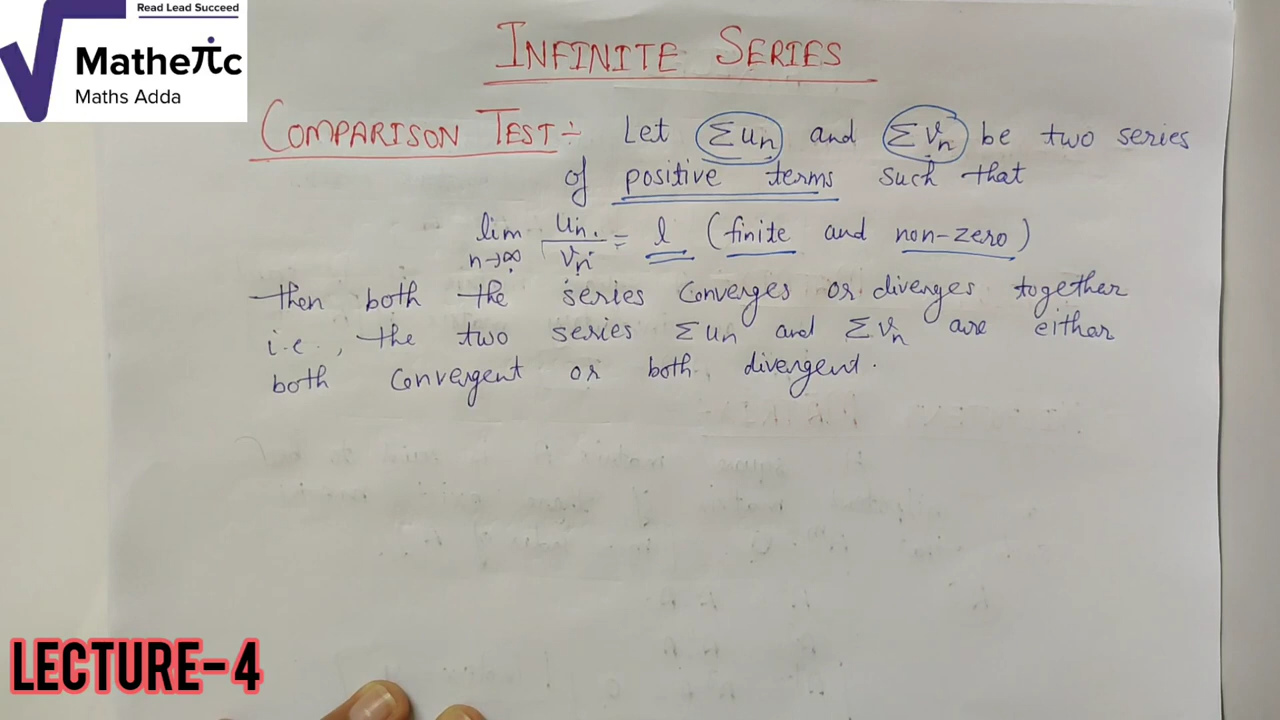 Read Lead Succeed
Matheπc
Maths Adda
INFINITE SERIES
COMPARISON TEST :- Let Σun and Σvn be two series
of positive terms such that
lim n→∞ un/vn = l (finite and non-zero)
then both the series converges or diverges together
i.e., the two series Σun and Σvn are either
both convergent or both divergent.
LECTURE-4